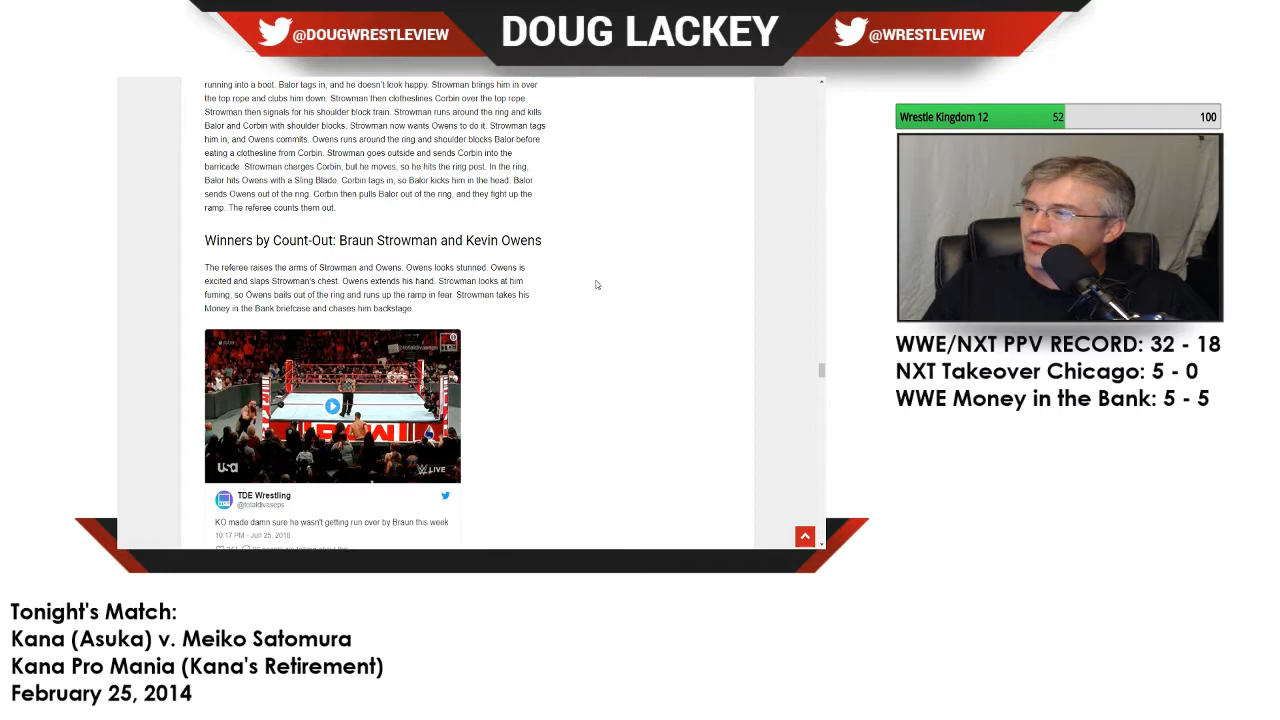 @DOUGWRESTLEVIEW
DOUG LACKEY
@WRESTLEVIEW
running into a boot. Balor tags in, and he doesn't look happy. Strowman brings him in over
the top rope and clubs him down. Strowman then clotheslines Corbin over the top rope.
Strowman then signals for his shoulder block train. Strowman runs around the ring and kills
Balor and Corbin with shoulder blocks. Strowman now wants Owens to do it. Strowman tags
him in, and Owens commits. Owens runs around the ring and shoulder blocks Balor before
eating a clothesline from Corbin. Strowman goes outside and sends Corbin into the
barricade. Strowman charges Corbin, but he moves, so he hits the ring post. In the ring,
Balor hits Owens with a Sling Blade. Corbin tags in, so Balor kicks him in the head. Balor
sends Owens out of the ring. Corbin then pulls Balor out of the ring, and they fight up the
ramp. The referee counts them out.
Winners by Count-Out: Braun Strowman and Kevin Owens
The referee raises the arms of Strowman and Owens. Owens looks stunned. Owens is
excited and slaps Strowman's chest. Owens extends his hand. Strowman looks at him
fuming, so Owens bails out of the ring and runs up the ramp in fear. Strowman takes his
Money in the Bank briefcase and chases him backstage.
@totaldivaseps
RAW
USA
LIVE
TDE Wrestling
@totaldivaseps
KO made damn sure he wasn't getting run over by Braun this week
10:17 PM - Jun 25, 2018
Wrestle Kingdom 12 52 100
WWE/NXT PPV RECORD: 32 - 18
NXT Takeover Chicago: 5 - 0
WWE Money in the Bank: 5 - 5
Tonight's Match:
Kana (Asuka) v. Meiko Satomura
Kana Pro Mania (Kana's Retirement)
February 25, 2014